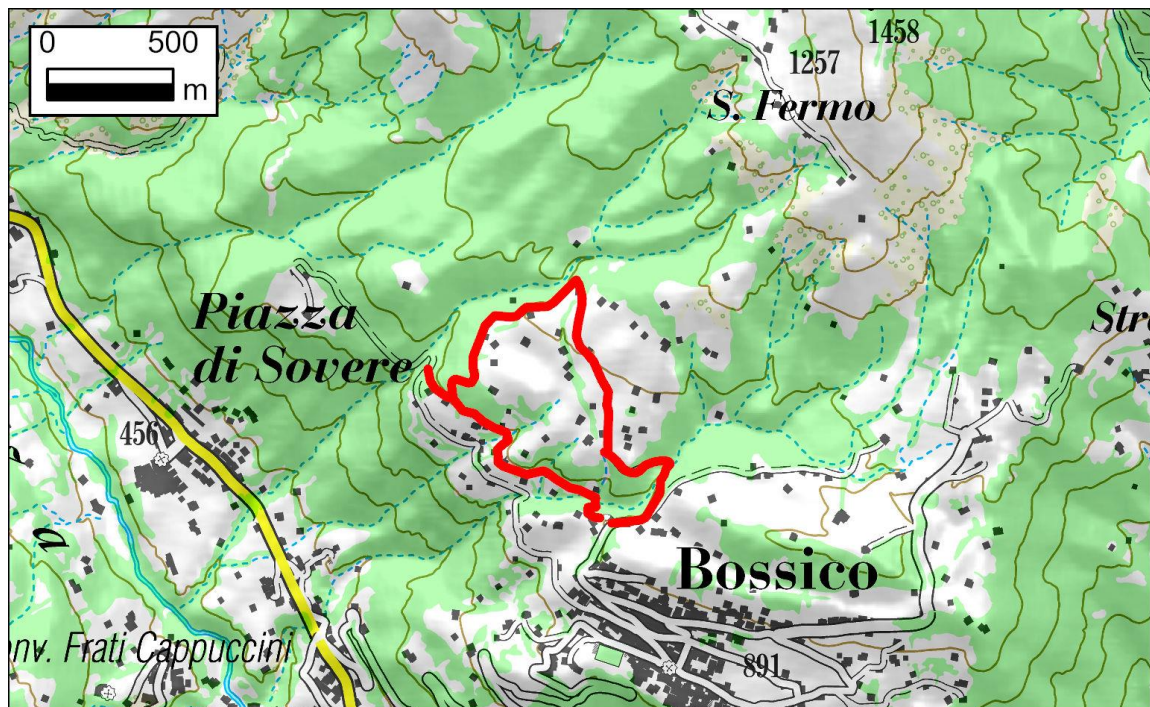 0 500
m
1458
1257
S. Fermo
Piazza
di Sovere
456
Bossico
891
nv. Frati Cappuccini